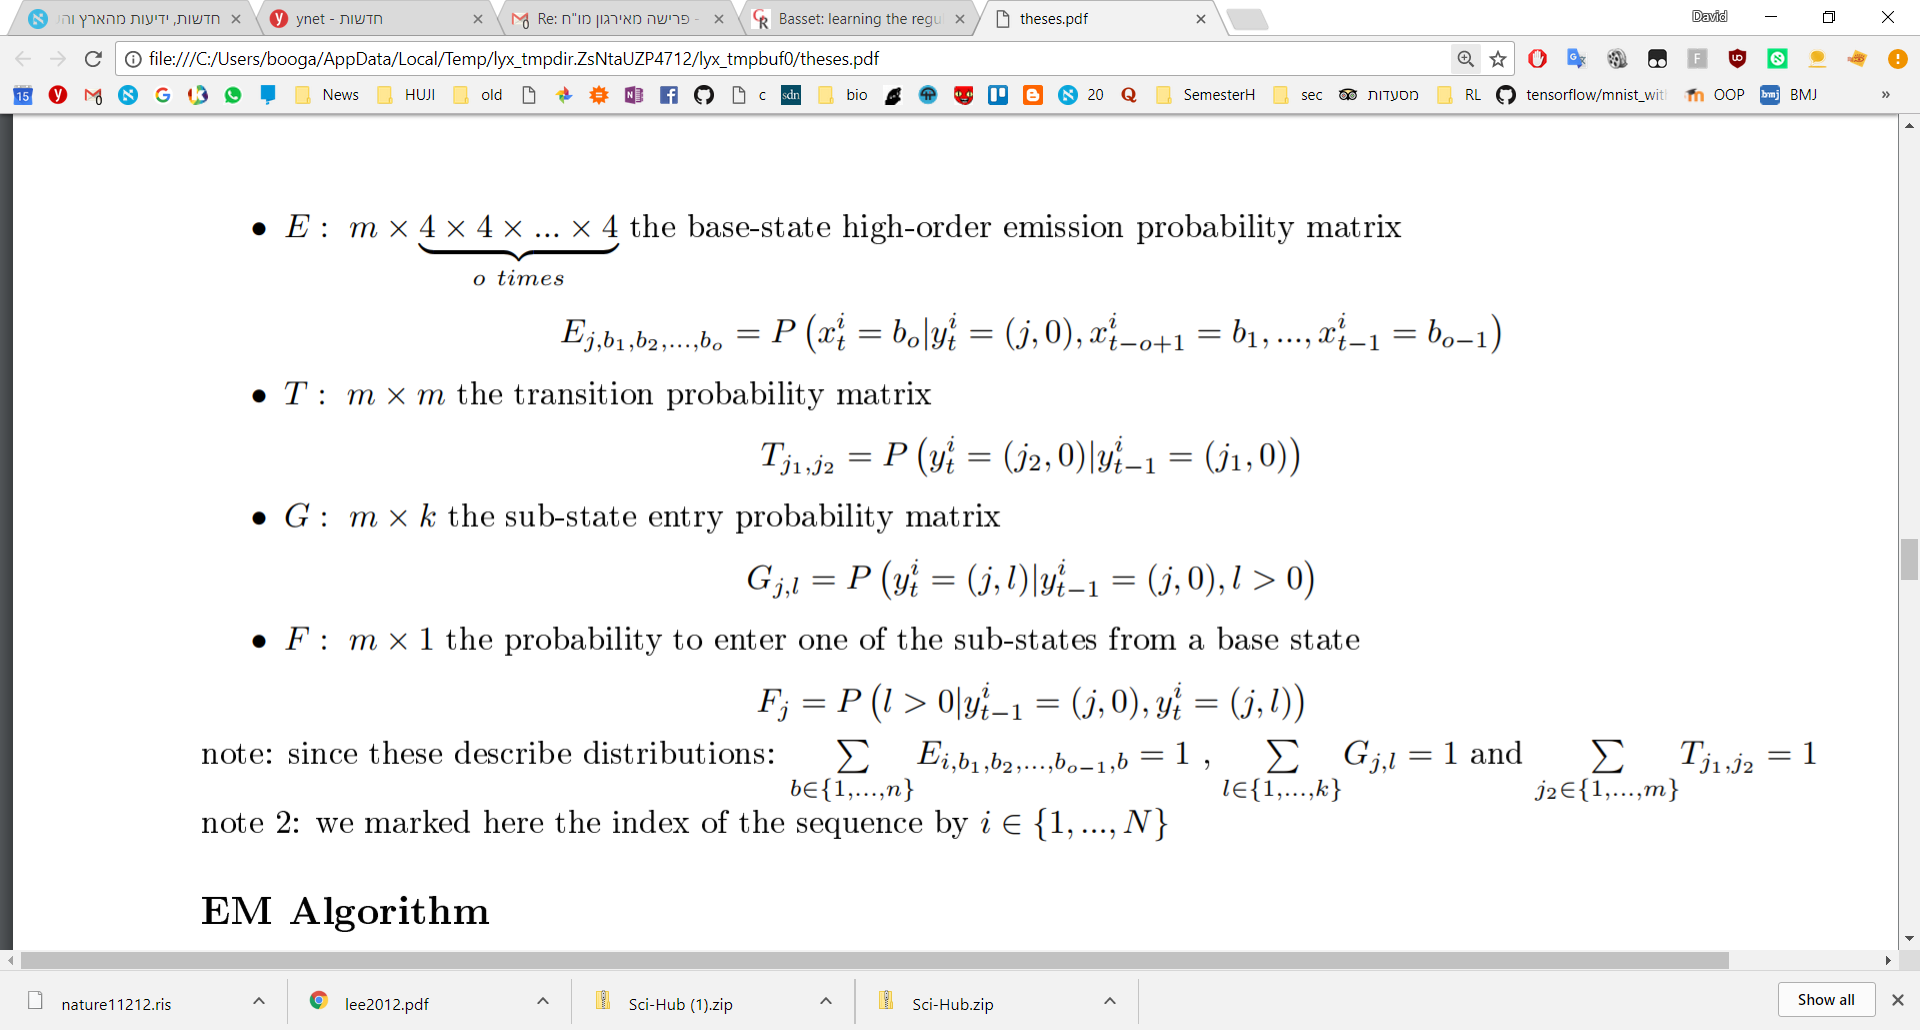 חדשות, ידיעות מהארץ והע
ynet - חדשות
Re: פרישה מאירגון מו"ח -
Basset: learning the regu
theses.pdf
David
file:///C:/Users/booga/AppData/Local/Temp/lyx_tmpdir.ZsNtaUZP4712/lyx_tmpbuf0/theses.pdf
15 News HUJI old c sdn bio 20 SemesterH sec מסעדות RL tensorflow/mnist_wit OOP bmj BMJ »
• E : m × 4 × 4 × ... × 4 the base-state high-order emission probability matrix
o times
E_{j,b_1,b_2,...,b_o} = P (x_t^i = b_o|y_t^i = (j, 0), x_{t−o+1}^i = b_1, ..., x_{t−1}^i = b_{o−1})
• T : m × m the transition probability matrix
T_{j_1,j_2} = P (y_t^i = (j_2, 0)|y_{t−1}^i = (j_1, 0))
• G : m × k the sub-state entry probability matrix
G_{j,l} = P (y_t^i = (j, l)|y_{t−1}^i = (j, 0), l > 0)
• F : m × 1 the probability to enter one of the sub-states from a base state
F_j = P (l > 0|y_{t−1}^i = (j, 0), y_t^i = (j, l))
note: since these describe distributions: ∑_{b∈{1,...,n}} E_{i,b_1,b_2,...,b_{o−1},b} = 1 , ∑_{l∈{1,...,k}} G_{j,l} = 1 and ∑_{j_2∈{1,...,m}} T_{j_1,j_2} = 1
note 2: we marked here the index of the sequence by i ∈ {1, ..., N}
EM Algorithm
nature11212.ris
lee2012.pdf
Sci-Hub (1).zip
Sci-Hub.zip
Show all